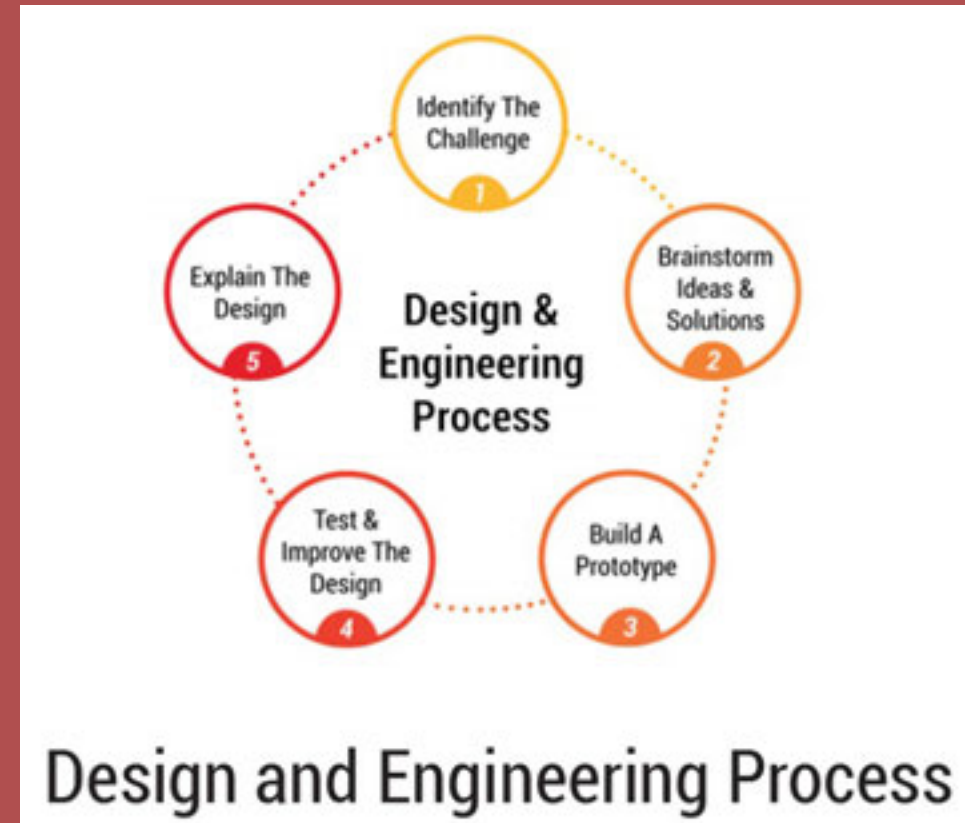 Identify The
Challenge
1
Brainstorm
Ideas &
Solutions
2
Build A
Prototype
3
Test &
Improve The
Design
4
Explain The
Design
5
Design &
Engineering
Process
Design and Engineering Process